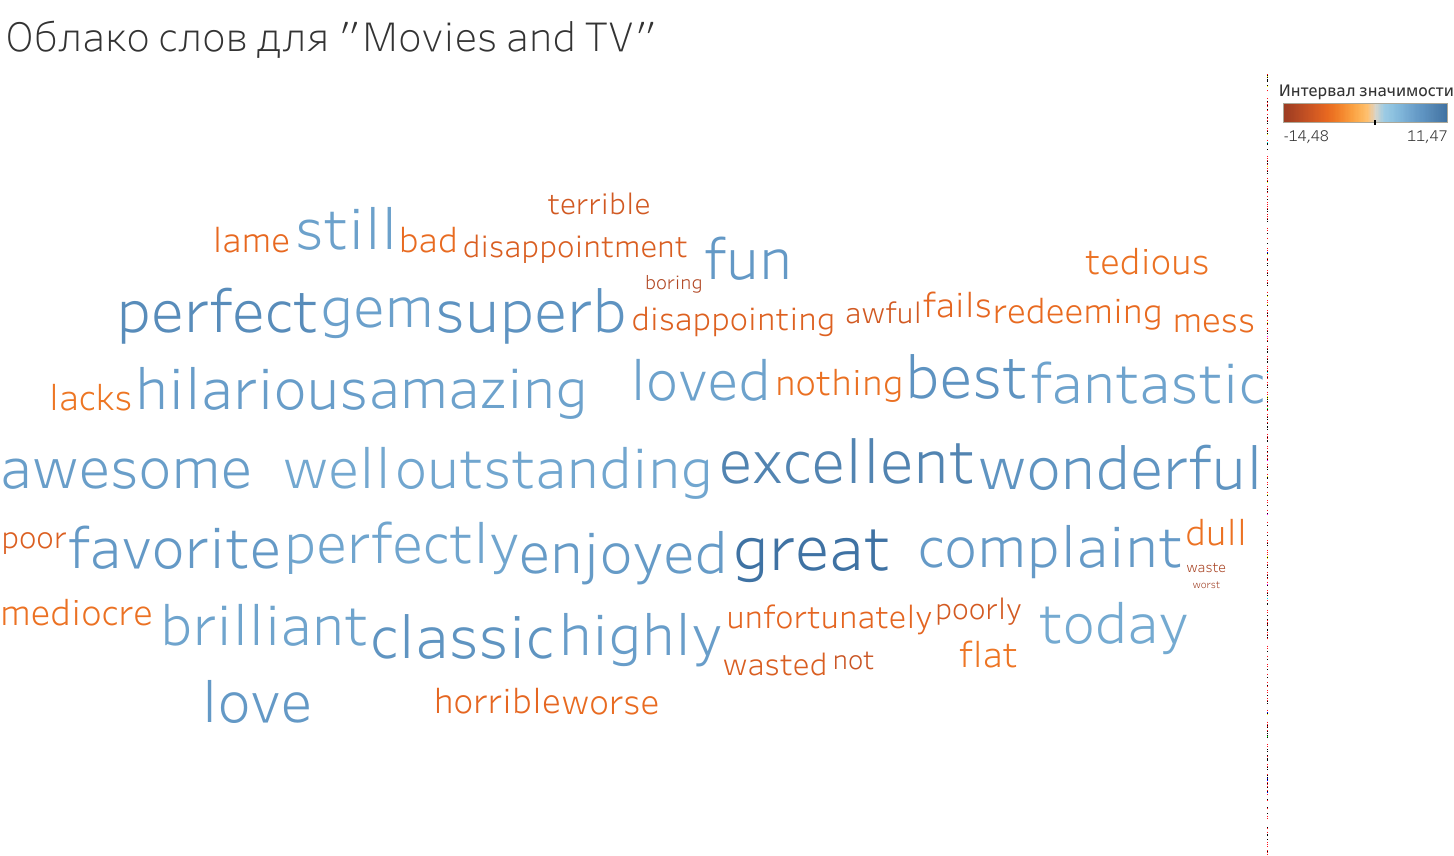 Облако слов для "Movies and TV"
Интервал значимости
-14,48 11,47
terrible
lame still bad disappointment fun
tedious
boring
perfect gem superb disappointing awful fails redeeming mess
lacks hilarious amazing loved nothing best fantastic
awesome well outstanding excellent wonderful
poor favorite perfectly enjoyed great complaint dull
waste
worst
mediocre brilliant classic highly unfortunately poorly today
wasted not flat
love horrible worse